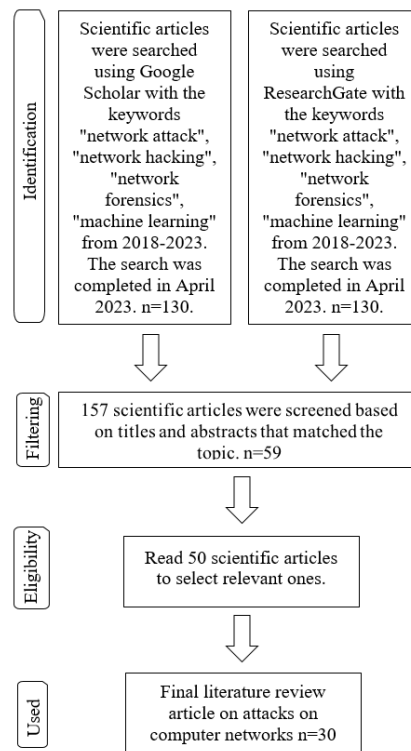 Identification
Scientific articles
were searched
using Google
Scholar with the
keywords
"network attack",
"network hacking",
"network
forensics",
"machine learning"
from 2018-2023.
The search was
completed in April
2023. n=130.
Scientific articles
were searched
using
ResearchGate with
the keywords
"network attack",
"network hacking",
"network
forensics",
"machine learning"
from 2018-2023.
The search was
completed in April
2023. n=130.
Filtering
157 scientific articles were screened based
on titles and abstracts that matched the
topic. n=59
Eligibility
Read 50 scientific articles
to select relevant ones.
Used
Final literature review
article on attacks on
computer networks n=30